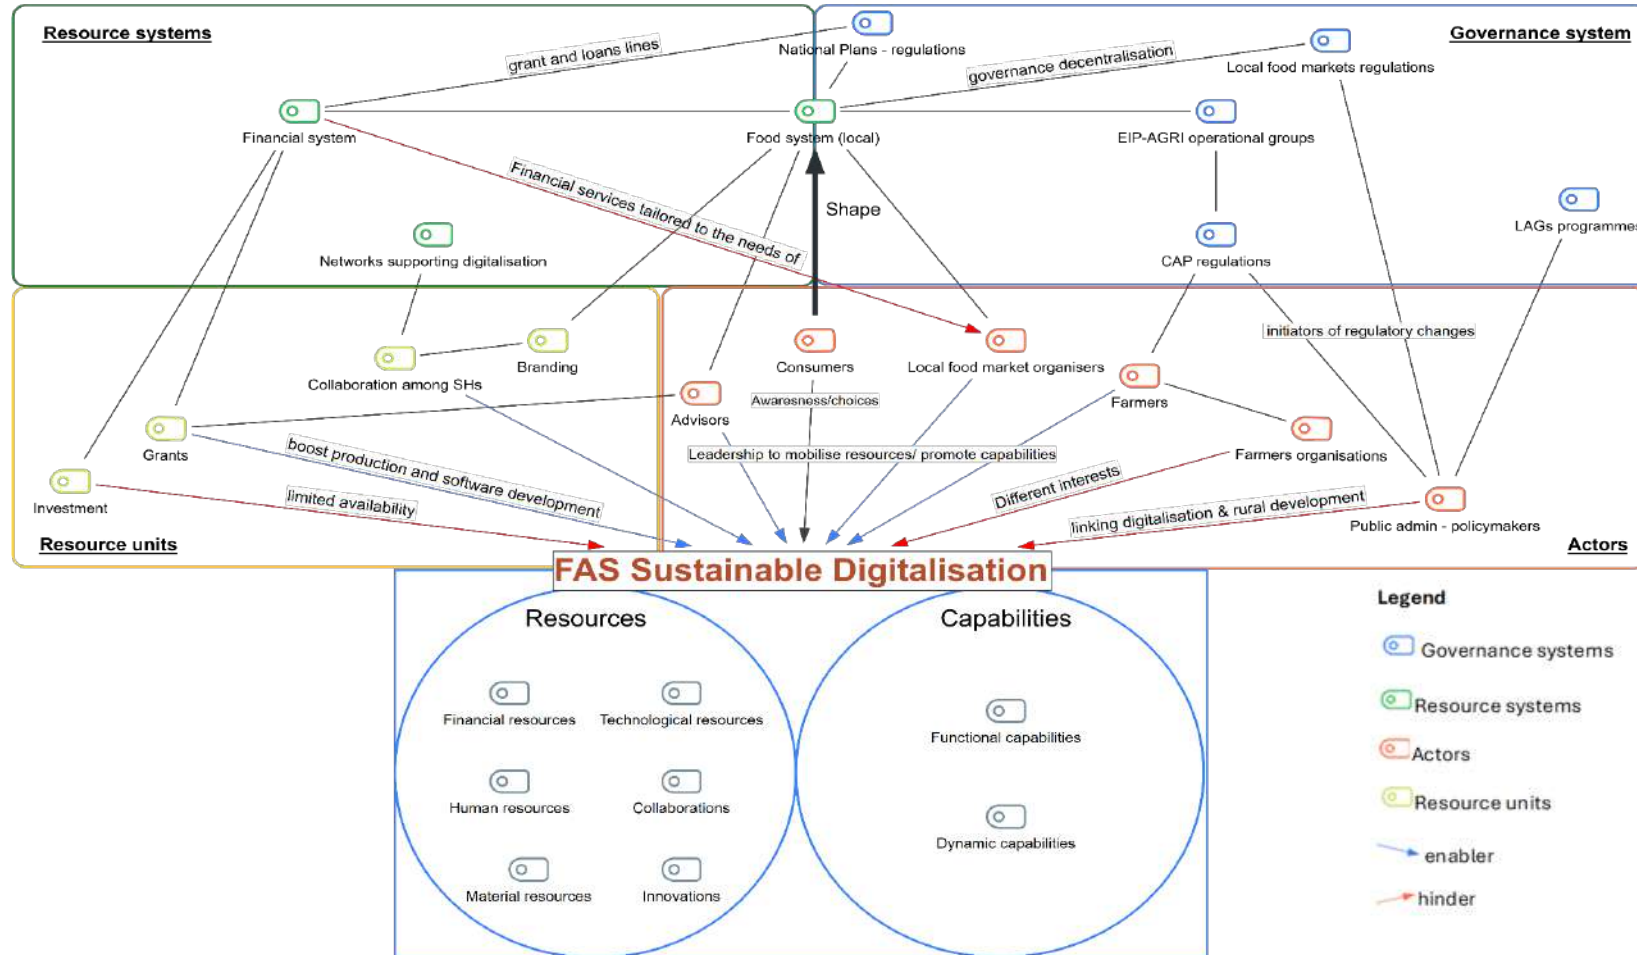 Resource systems
Governance system
grant and loans lines
National Plans - regulations
governance decentralisation
Local food markets regulations
Financial system
Food system (local)
EIP-AGRI operational groups
Financial services tailored to the needs of
Shape
LAGs programmes
Networks supporting digitalisation
CAP regulations
initiators of regulatory changes
Branding
Consumers
Local food market organisers
Collaboration among SHs
Awareness/choices
Farmers
Advisors
Grants
boost production and software development
Leadership to mobilise resources/ promote capabilities
Farmers organisations
Different interests
Investment
limited availability
linking digitalisation & rural development
Public admin - policymakers
Resource units
Actors
FAS Sustainable Digitalisation
Resources
Capabilities
Financial resources
Technological resources
Functional capabilities
Human resources
Collaborations
Dynamic capabilities
Material resources
Innovations
Legend
Governance systems
Resource systems
Actors
Resource units
enabler
hinder